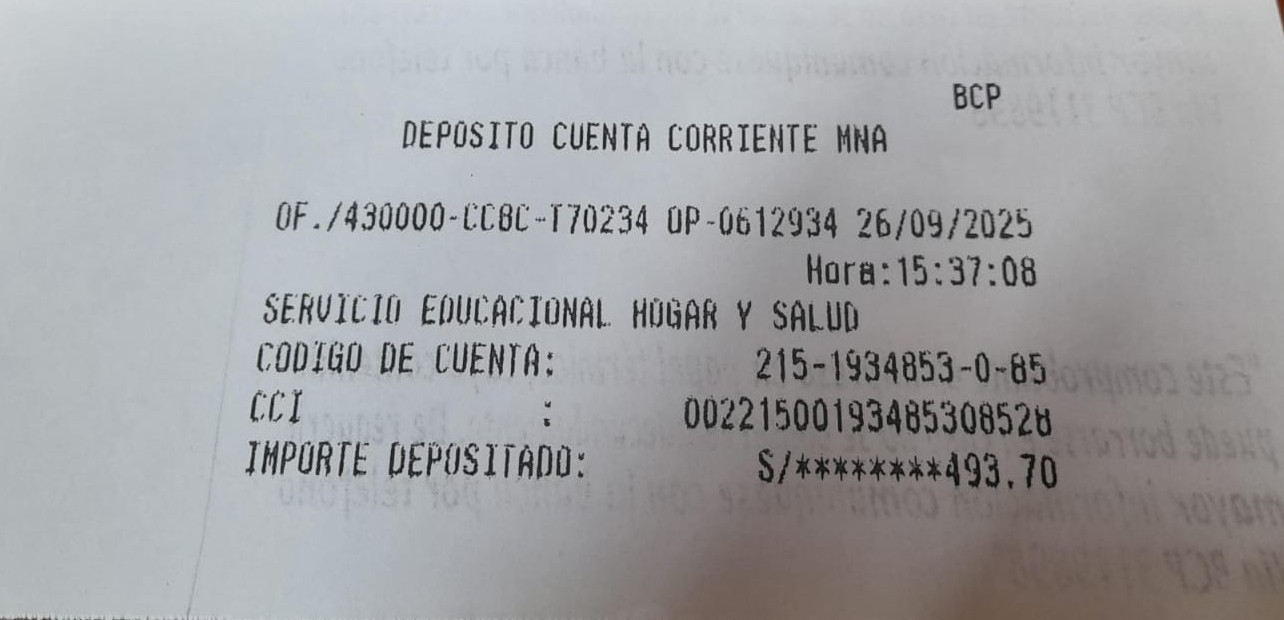 BCP
DEPOSITO CUENTA CORRIENTE MNA
OF./430000-CCBC-T70234 OP-0612934 26/09/2025
Hora:15:37:08
SERVICIO EDUCACIONAL HOGAR Y SALUD
CODIGO DE CUENTA: 215-1934853-0-85
CCI : 00221500193485308528
IMPORTE DEPOSITADO: S/********493.70